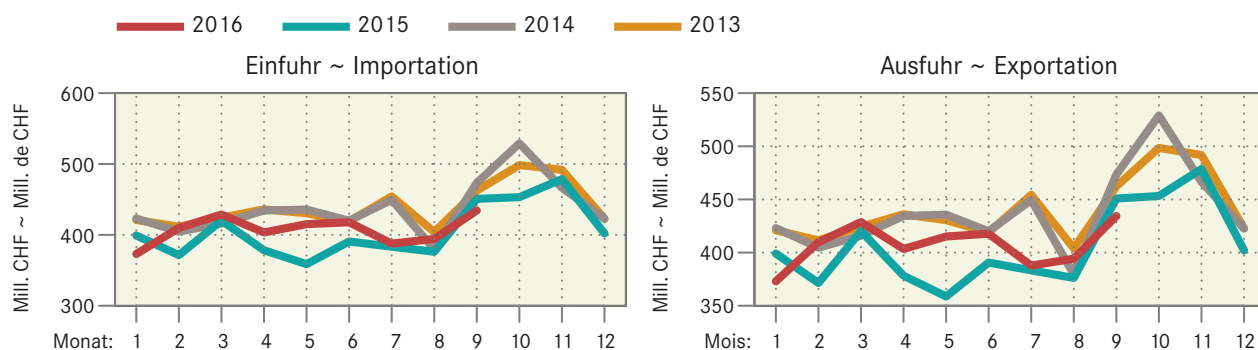 2016 2015 2014 2013
Einfuhr ~ Importation
Mill. CHF ~ Mill. de CHF
600
500
400
300
Monat: 1 2 3 4 5 6 7 8 9 10 11 12
Ausfuhr ~ Exportation
Mill. CHF ~ Mill. de CHF
550
500
450
400
350
Mois: 1 2 3 4 5 6 7 8 9 10 11 12